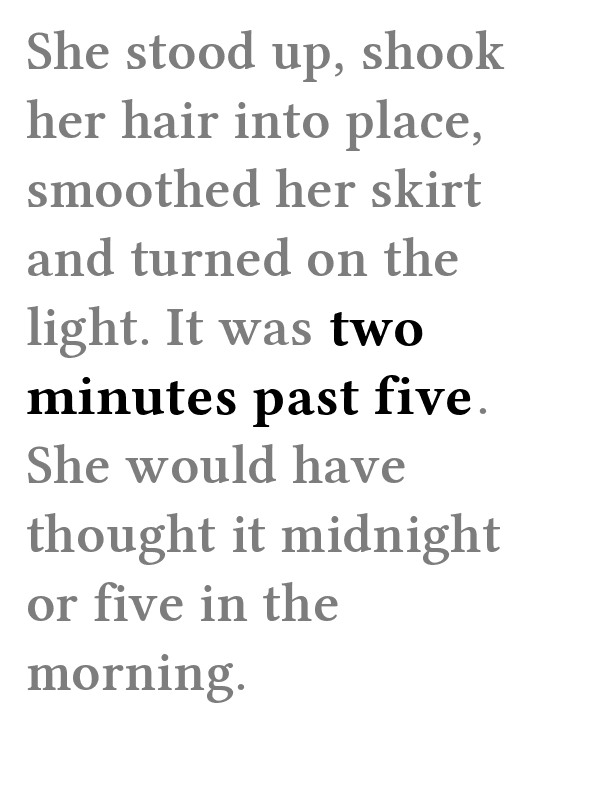 She stood up, shook
her hair into place,
smoothed her skirt
and turned on the
light. It was two
minutes past five.
She would have
thought it midnight
or five in the
morning.